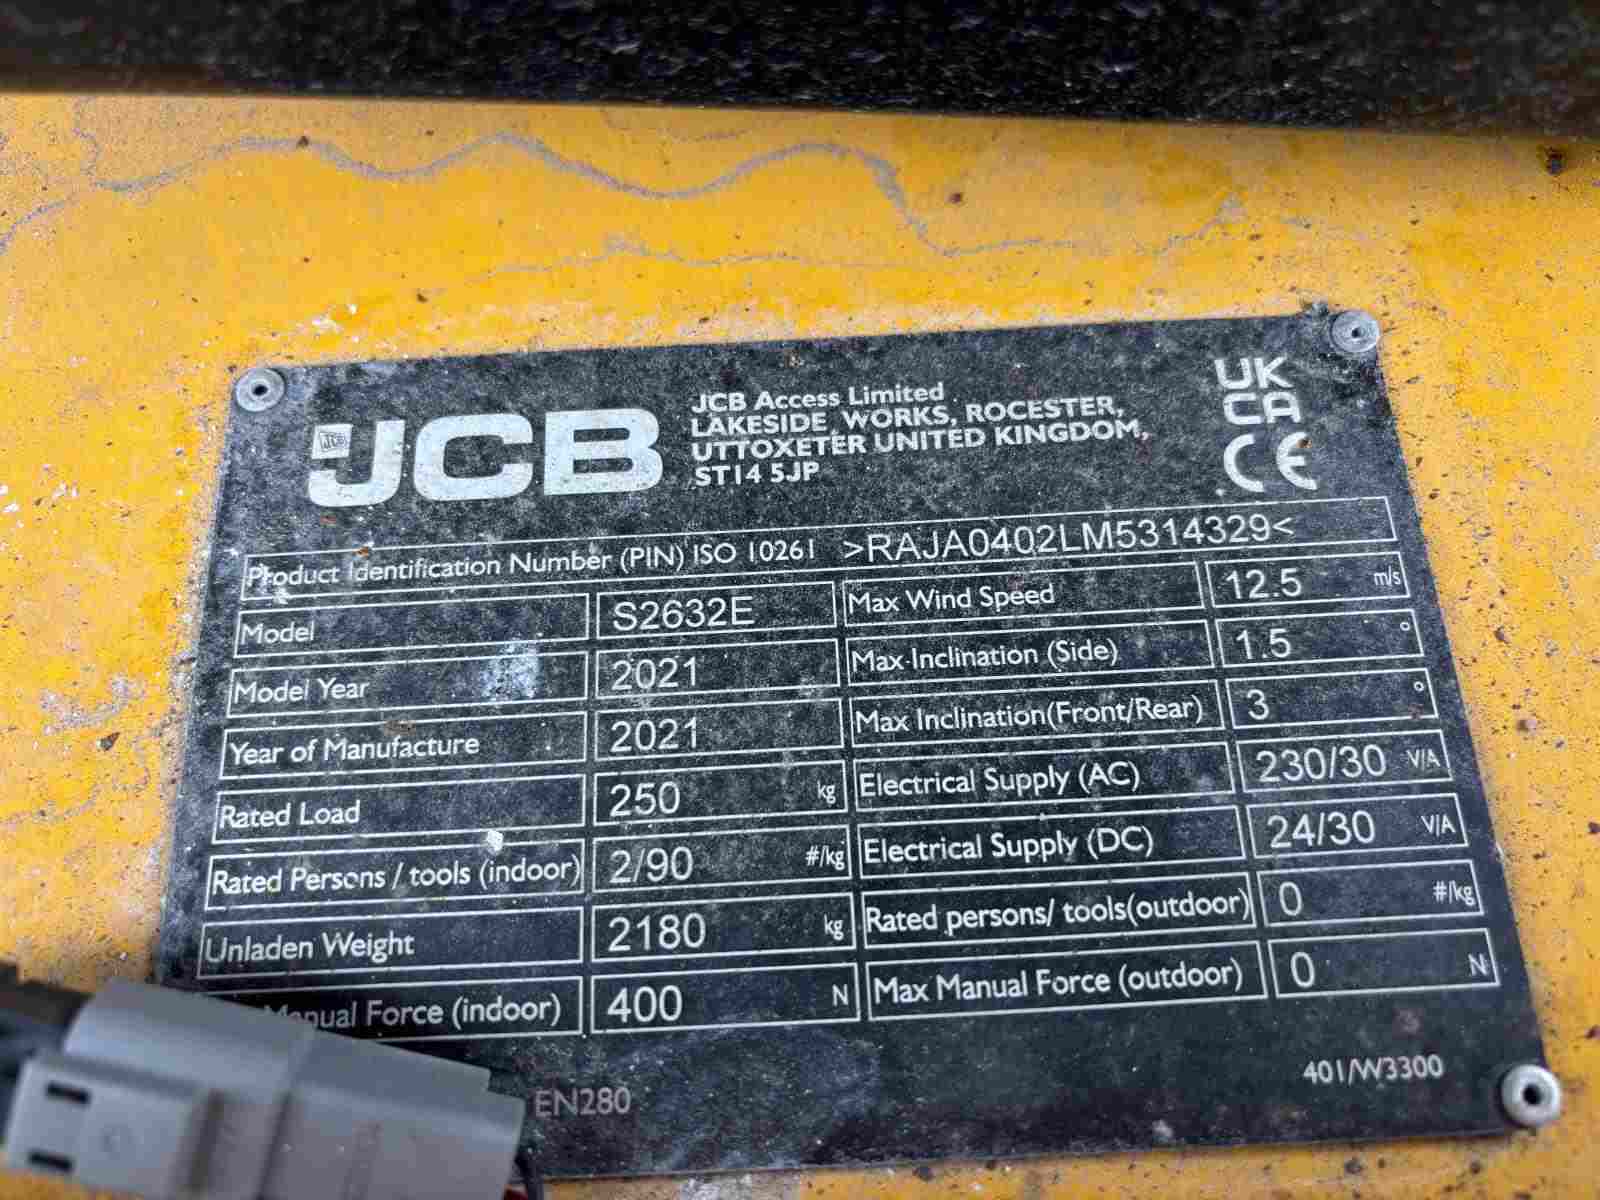 JCB
JCB
JCB Access Limited
LAKESIDE WORKS, ROCESTER,
UTTOXETER UNITED KINGDOM,
ST14 5JP
UK
CA
CE
Product Identification Number (PIN) ISO 10261 >RAJA0402LM5314329<
Model S2632E
Model Year 2021
Year of Manufacture 2021
Rated Load 250 kg
Rated Persons / tools (indoor) 2/90 #/kg
Unladen Weight 2180 kg
Manual Force (indoor) 400 N
Max Wind Speed 12.5 m/s
Max Inclination (Side) 1.5 °
Max Inclination(Front/Rear) 3 °
Electrical Supply (AC) 230/30 V/A
Electrical Supply (DC) 24/30 V/A
Rated persons/ tools(outdoor) 0 #/kg
Max Manual Force (outdoor) 0 N
EN280
401/W3300